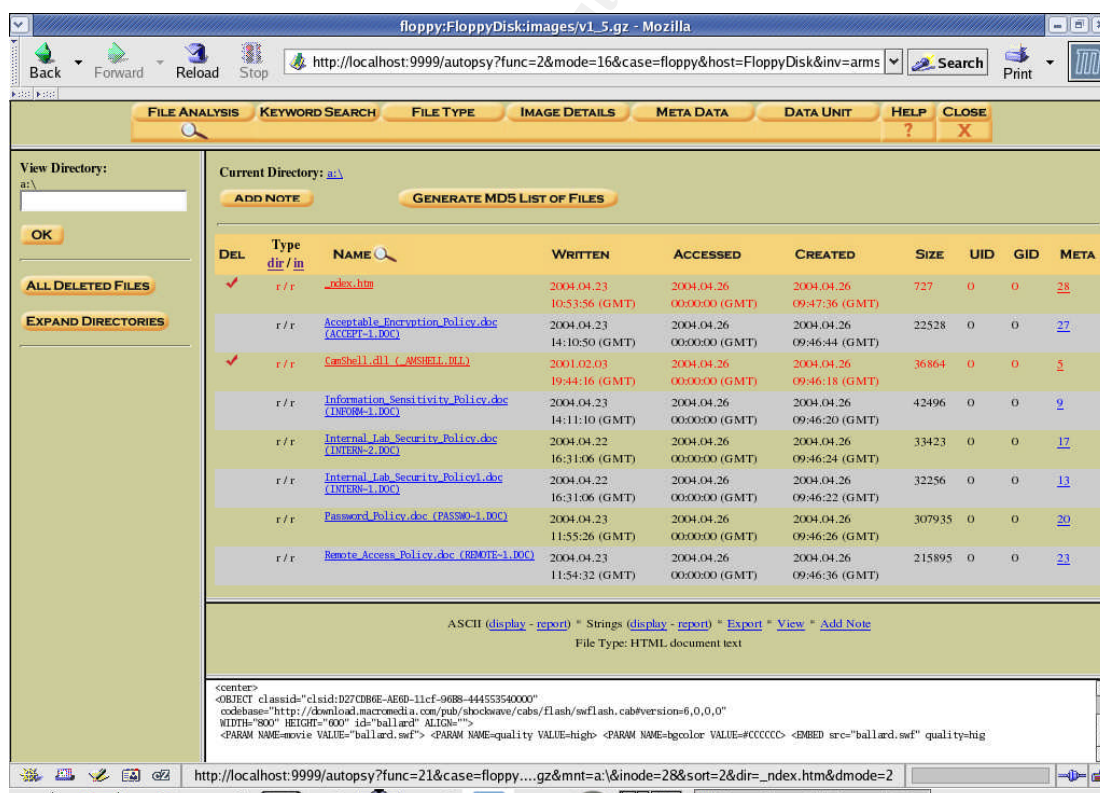 floppy:FloppyDisk:images/v1_5.gz - Mozilla
Back Forward Reload Stop http://localhost:9999/autopsy?func=2&mode=16&case=floppy&host=FloppyDisk&inv=arms Search Print
FILE ANALYSIS KEYWORD SEARCH FILE TYPE IMAGE DETAILS META DATA DATA UNIT HELP CLOSE
? X
View Directory:
a:\
OK
ALL DELETED FILES
EXPAND DIRECTORIES
Current Directory: a:\
ADD NOTE GENERATE MD5 LIST OF FILES
DEL Type dir / in NAME WRITTEN ACCESSED CREATED SIZE UID GID META
r / r _ndex.htm 2004.04.23 10:53:56 (GMT) 2004.04.26 00:00:00 (GMT) 2004.04.26 09:47:36 (GMT) 727 0 0 28
r / r Acceptable_Encryption_Policy.doc (ACCEPT~1.DOC) 2004.04.23 14:10:50 (GMT) 2004.04.26 00:00:00 (GMT) 2004.04.26 09:46:44 (GMT) 22528 0 0 27
r / r CamShell.dll (_AMSHELL.DLL) 2001.02.03 19:44:16 (GMT) 2004.04.26 00:00:00 (GMT) 2004.04.26 09:46:18 (GMT) 36864 0 0 5
r / r Information_Sensitivity_Policy.doc (INFORM~1.DOC) 2004.04.23 14:11:10 (GMT) 2004.04.26 00:00:00 (GMT) 2004.04.26 09:46:20 (GMT) 42496 0 0 9
r / r Internal_Lab_Security_Policy.doc (INTERN~2.DOC) 2004.04.22 16:31:06 (GMT) 2004.04.26 00:00:00 (GMT) 2004.04.26 09:46:24 (GMT) 33423 0 0 17
r / r Internal_Lab_Security_Policy1.doc (INTERN~1.DOC) 2004.04.22 16:31:06 (GMT) 2004.04.26 00:00:00 (GMT) 2004.04.26 09:46:22 (GMT) 32256 0 0 13
r / r Password_Policy.doc (PASSWO~1.DOC) 2004.04.23 11:55:26 (GMT) 2004.04.26 00:00:00 (GMT) 2004.04.26 09:46:26 (GMT) 307935 0 0 20
r / r Remote_Access_Policy.doc (REMOTE~1.DOC) 2004.04.23 11:54:32 (GMT) 2004.04.26 00:00:00 (GMT) 2004.04.26 09:46:36 (GMT) 215895 0 0 23
ASCII (display - report) * Strings (display - report) * Export * View * Add Note
File Type: HTML document text
<center>
<OBJECT classid="clsid:D27CDB6E-AE6D-11cf-96B8-444553540000"
codebase="http://download.macromedia.com/pub/shockwave/cabs/flash/swflash.cab#version=6,0,0,0"
WIDTH="800" HEIGHT="600" id="ballard" ALIGN="">
<PARAM NAME=movie VALUE="ballard.swf"> <PARAM NAME=quality VALUE=high> <PARAM NAME=bgcolor VALUE=#CCCCCC> <EMBED src="ballard.swf" quality=hig
http://localhost:9999/autopsy?func=21&case=floppy....gz&mnt=a:\&inode=28&sort=2&dir=_ndex.htm&dmode=2